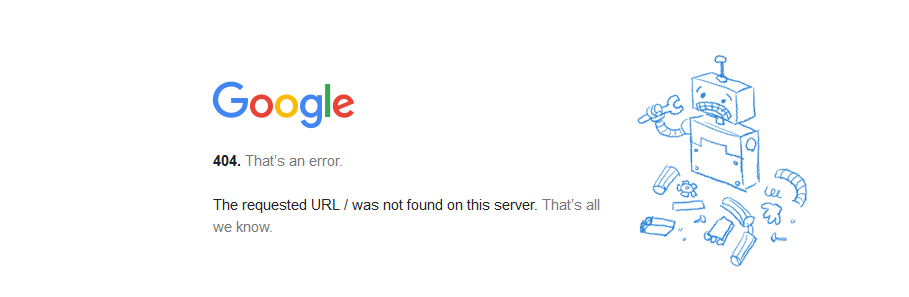 Google
404. That’s an error.
The requested URL / was not found on this server. That’s all
we know.